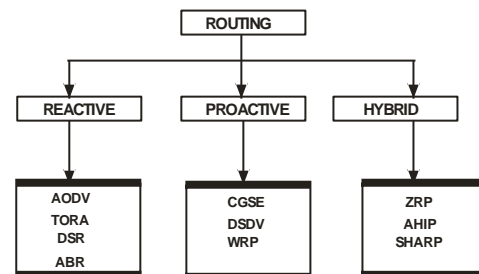 ROUTING
REACTIVE
PROACTIVE
HYBRID
AODV
TORA
DSR
ABR
CGSE
DSDV
WRP
ZRP
AHIP
SHARP